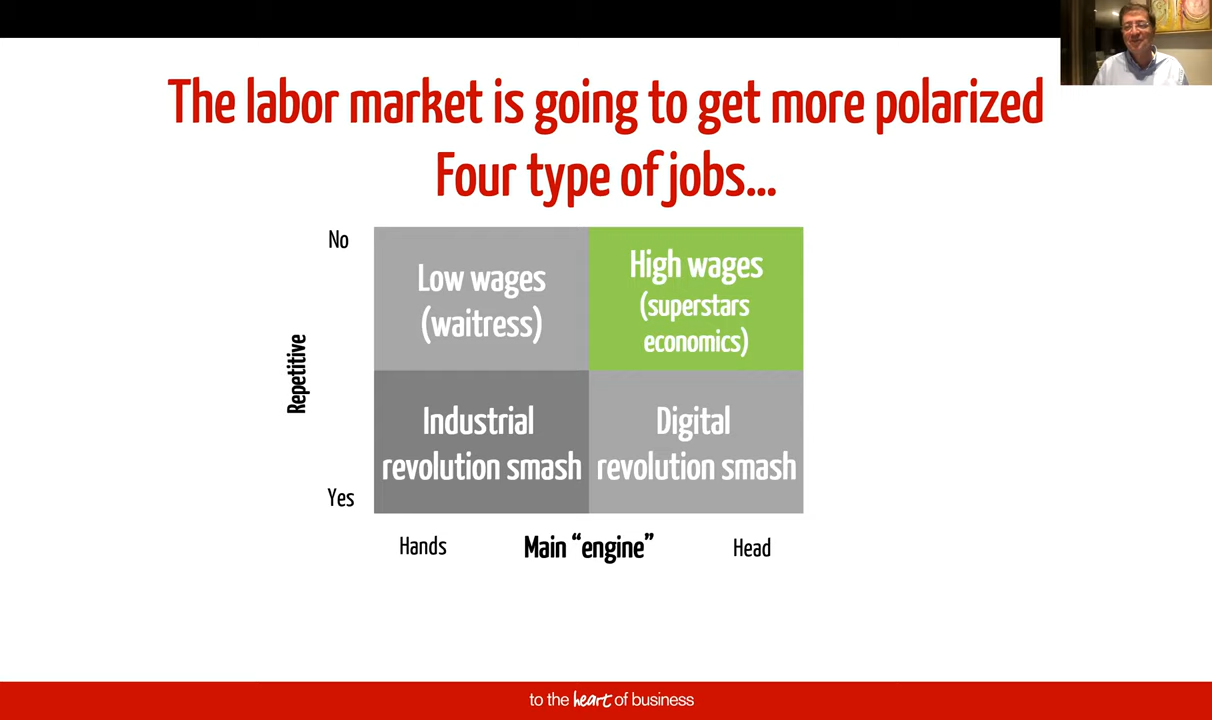 The labor market is going to get more polarized
Four type of jobs...
No
Low wages
(waitress)
High wages
(superstars
economics)
Repetitive
Industrial
revolution smash
Digital
revolution smash
Yes
Hands
Main “engine”
Head
to the heart of business